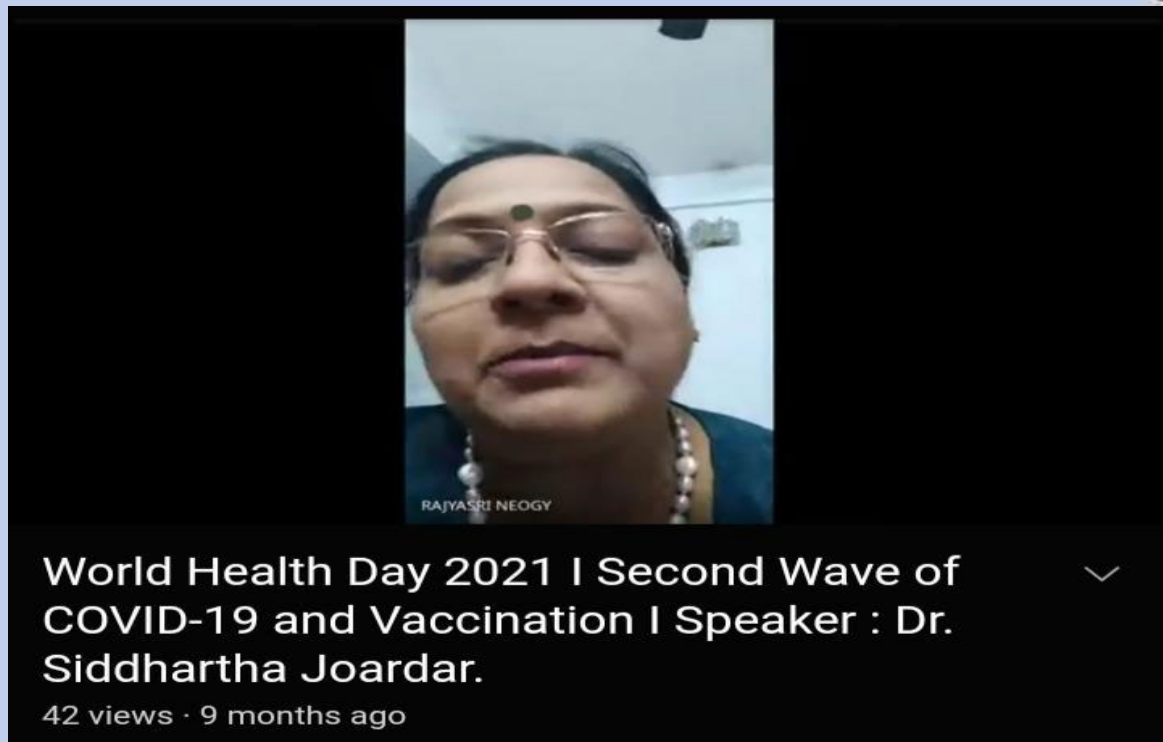 RAJYASRI NEOGY
World Health Day 2021 I Second Wave of
COVID-19 and Vaccination I Speaker : Dr.
Siddhartha Joardar.
42 views · 9 months ago